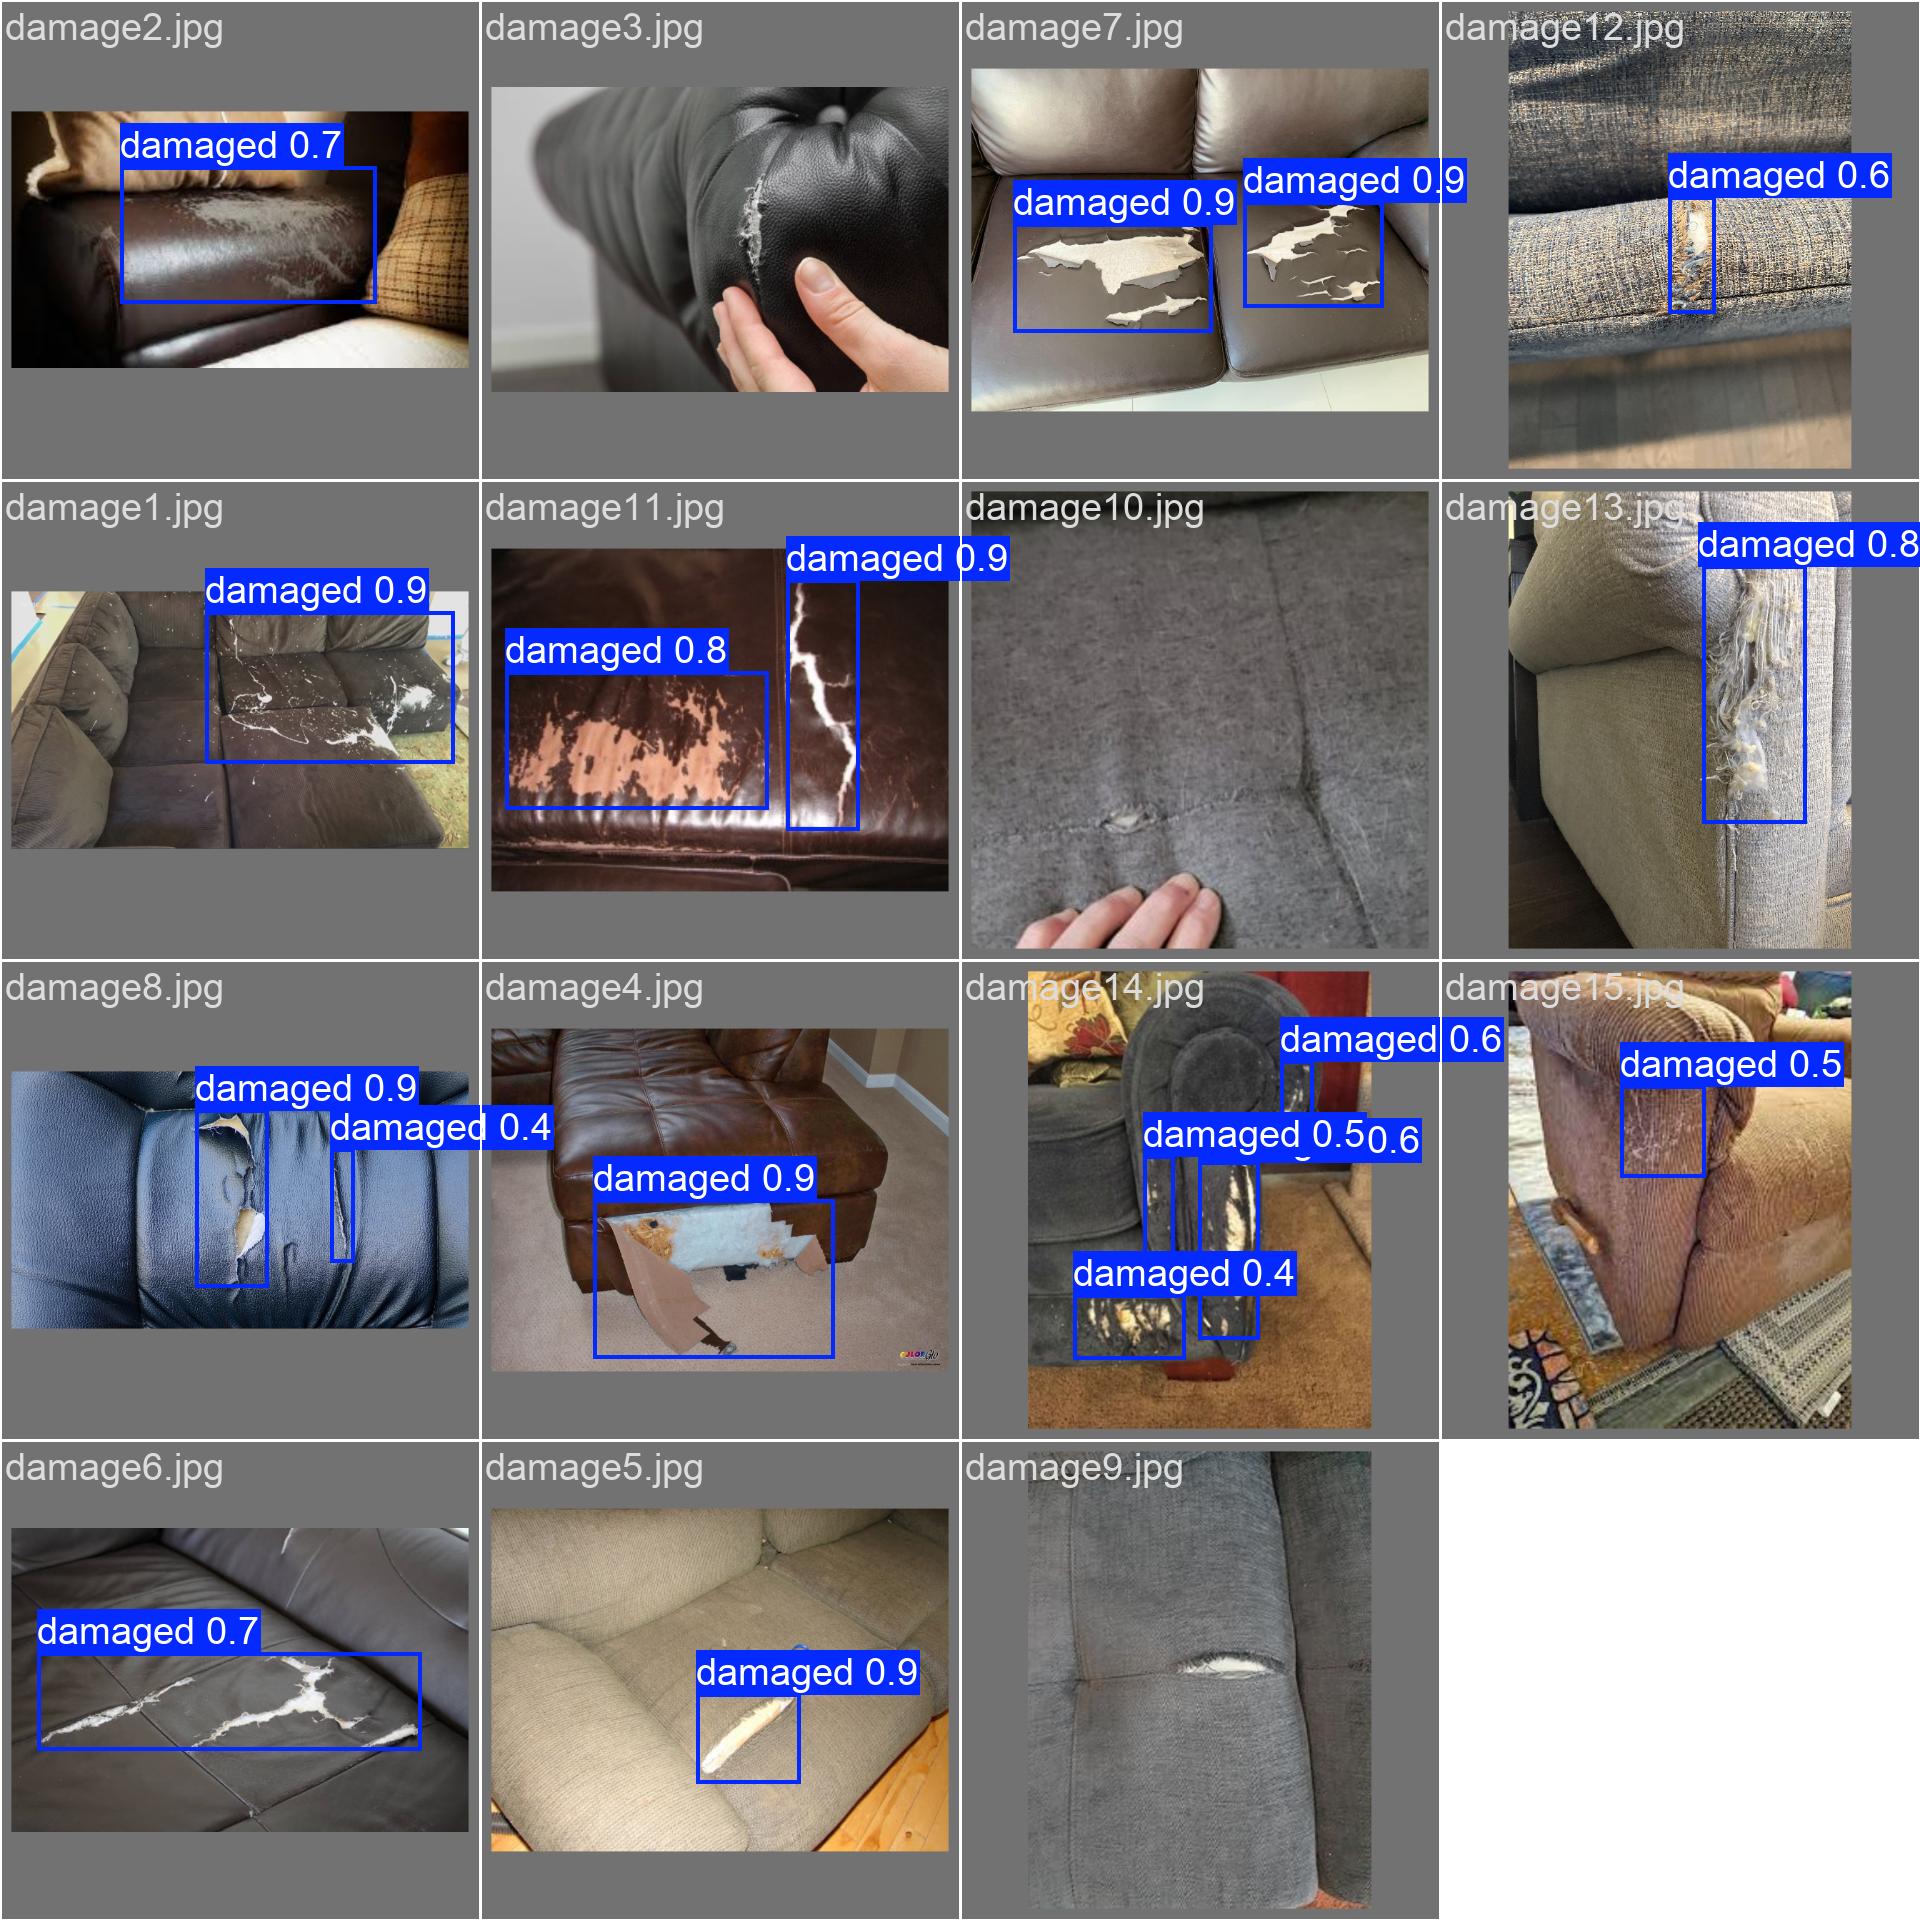 damage2.jpg
damaged 0.7
damage3.jpg
damage7.jpg
damaged 0.9
damaged 0.9
damage12.jpg
damaged 0.6
damage1.jpg
damaged 0.9
damage11.jpg
damaged 0.9
damaged 0.8
damage10.jpg
damage13.jpg
damaged 0.8
damage8.jpg
damaged 0.9
damaged 0.4
damage4.jpg
damaged 0.9
damage14.jpg
damaged 0.6
damaged 0.5
0.6
damaged 0.4
damage15.jpg
damaged 0.5
damage6.jpg
damaged 0.7
damage5.jpg
damaged 0.9
damage9.jpg